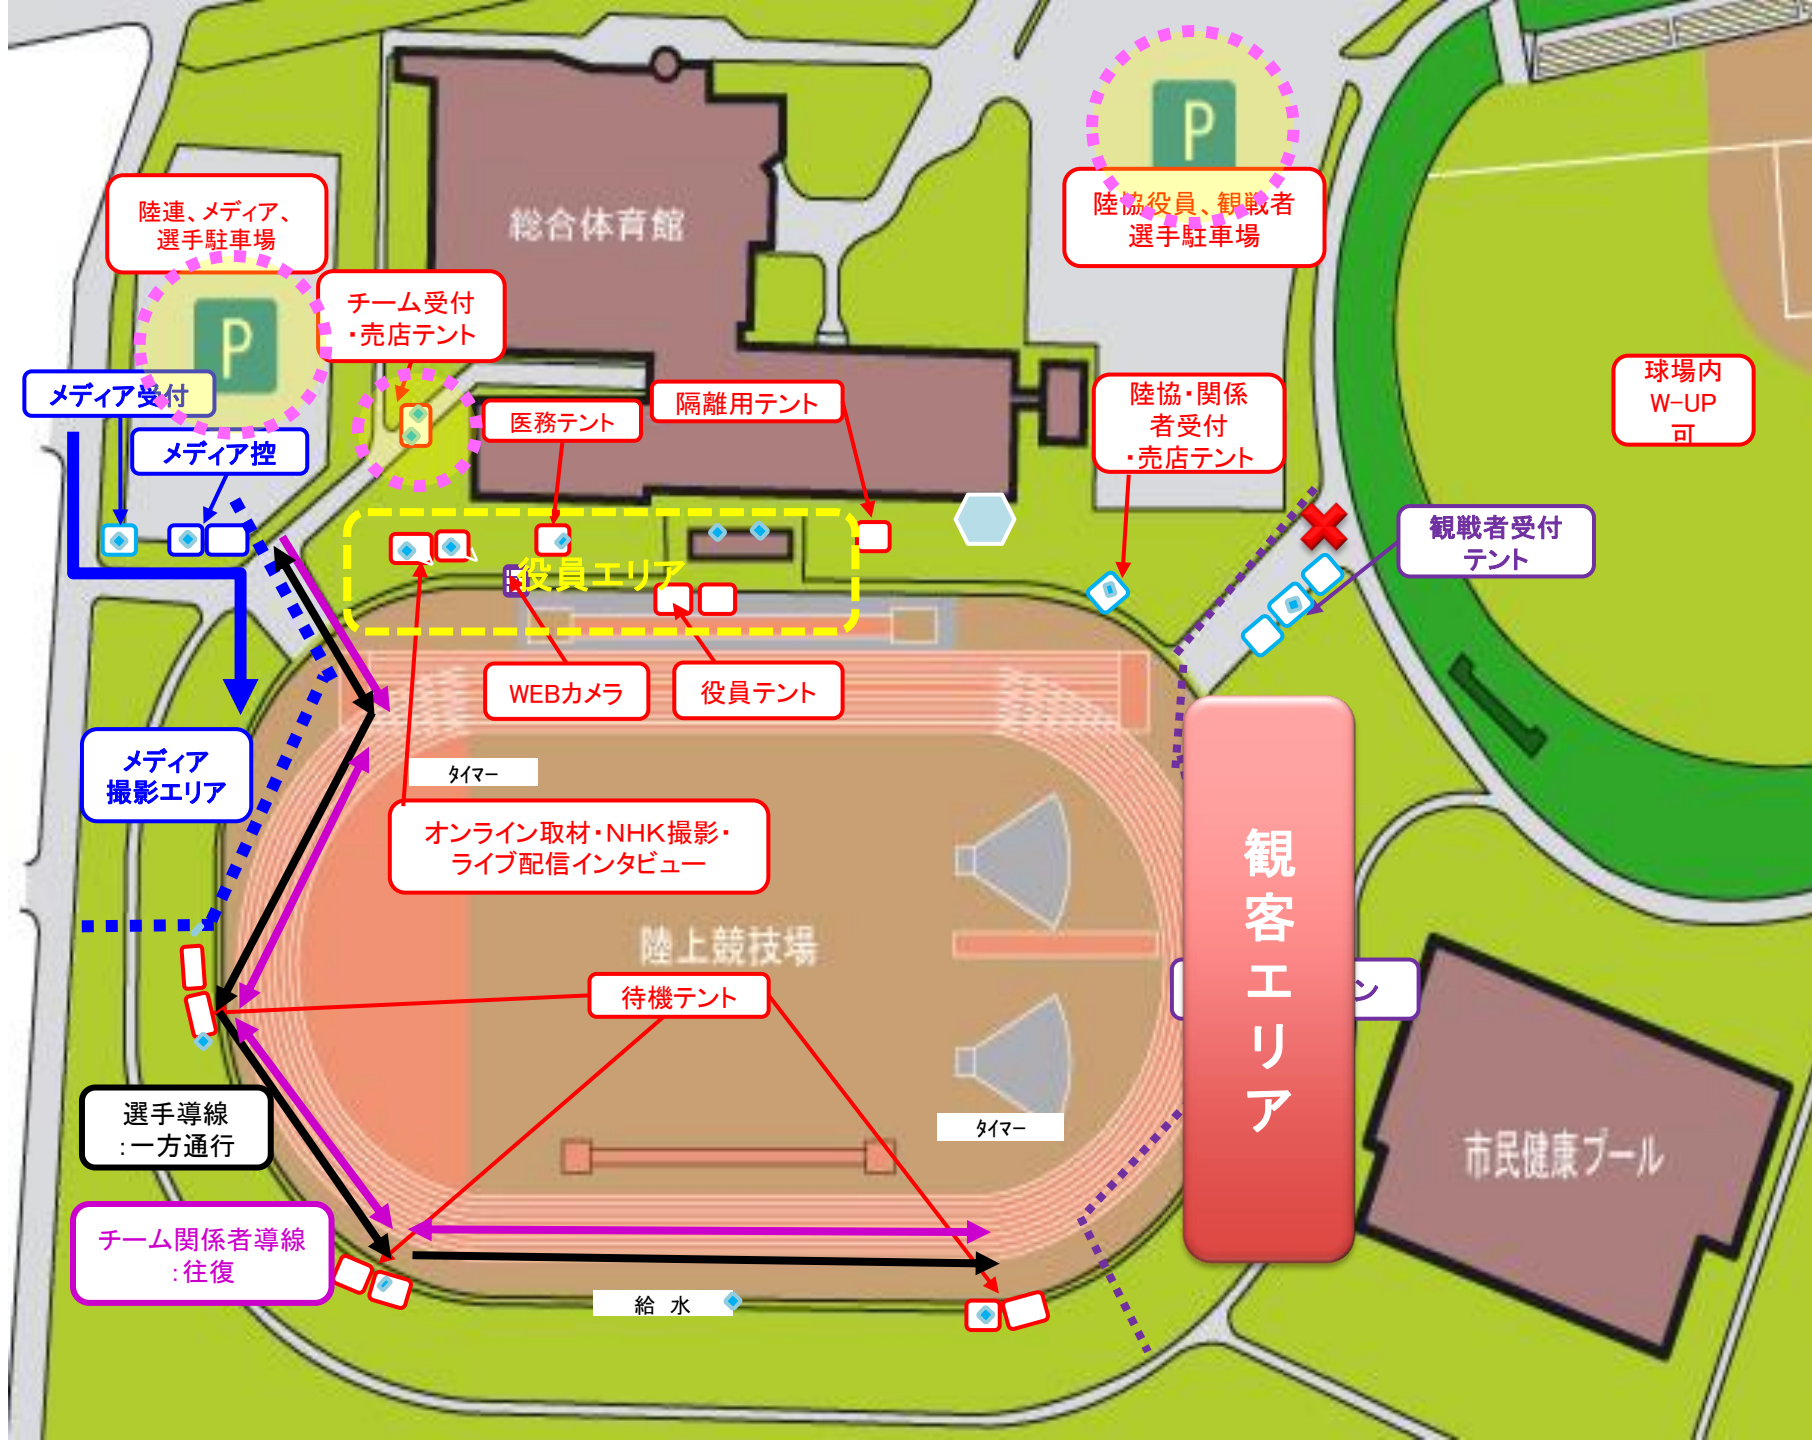 P
総合体育館
陸連、メディア、
選手駐車場
陸協役員、観戦者
選手駐車場
P
チーム受付
・売店テント
メディア受付
メディア控
医務テント
隔離用テント
陸協・関係
者受付
・売店テント
球場内
W-UP
可
観戦者受付
テント
役員エリア
WEBカメラ
役員テント
メディア
撮影エリア
タイマー
オンライン取材・NHK撮影・
ライブ配信インタビュー
観客エリア
陸上競技場
待機テント
ン
選手導線
：一方通行
タイマー
市民健康プール
チーム関係者導線
：往復
給 水